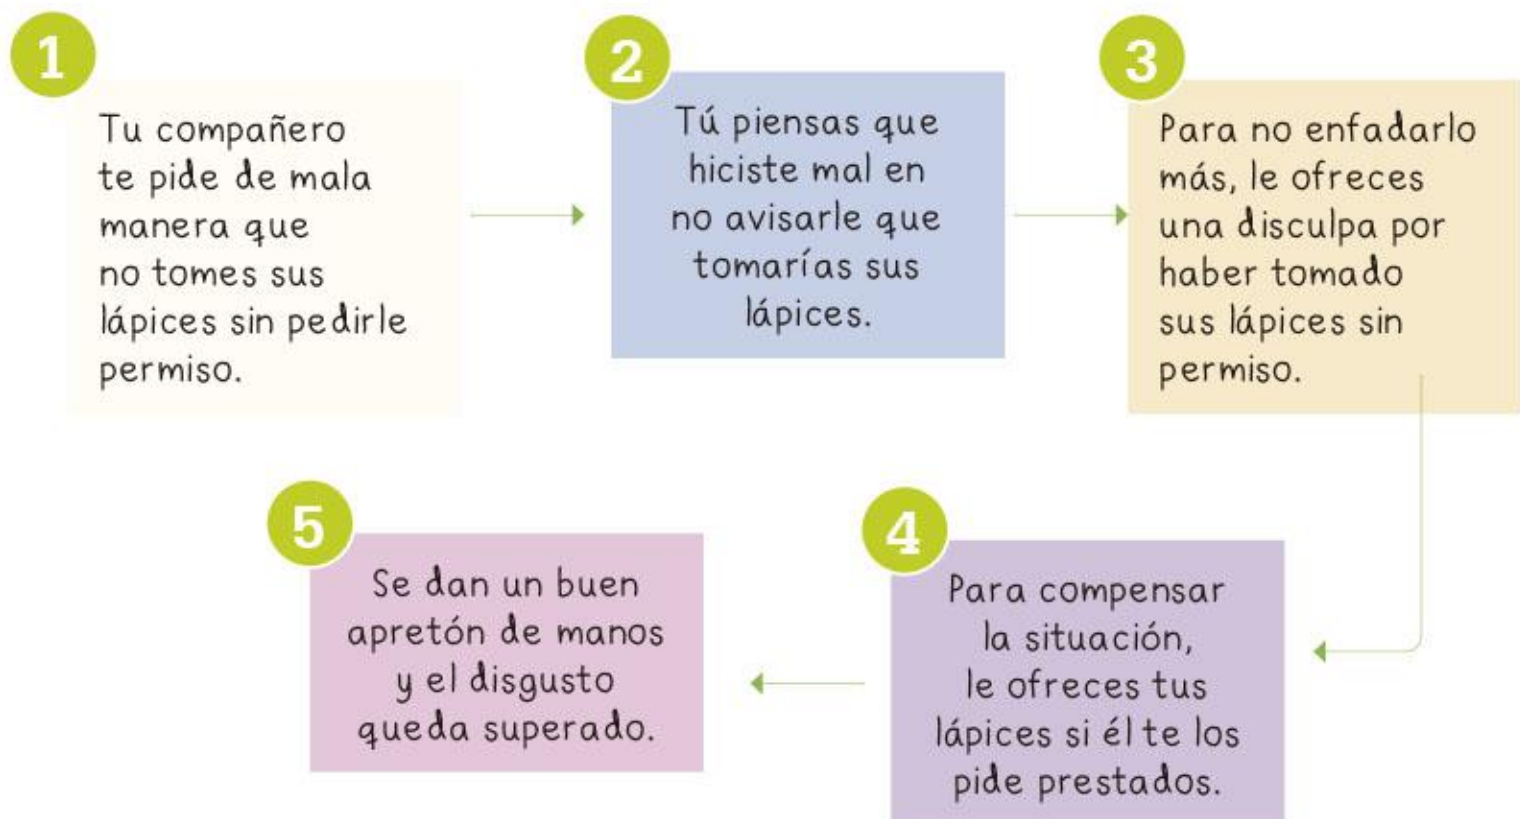 1
Tu compañero
te pide de mala
manera que
no tomes sus
lápices sin pedirle
permiso.
2
Tú piensas que
hiciste mal en
no avisarle que
tomarías sus
lápices.
3
Para no enfadarlo
más, le ofreces
una disculpa por
haber tomado
sus lápices sin
permiso.
4
Para compensar
la situación,
le ofreces tus
lápices si él te los
pide prestados.
5
Se dan un buen
apretón de manos
y el disgusto
queda superado.